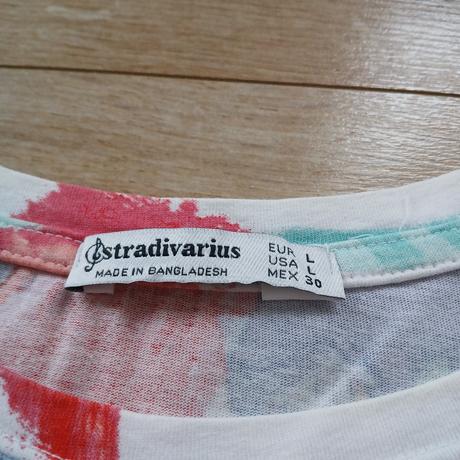 stradivarius
MADE IN BANGLADESH
EUR L
USA L
MEX 30